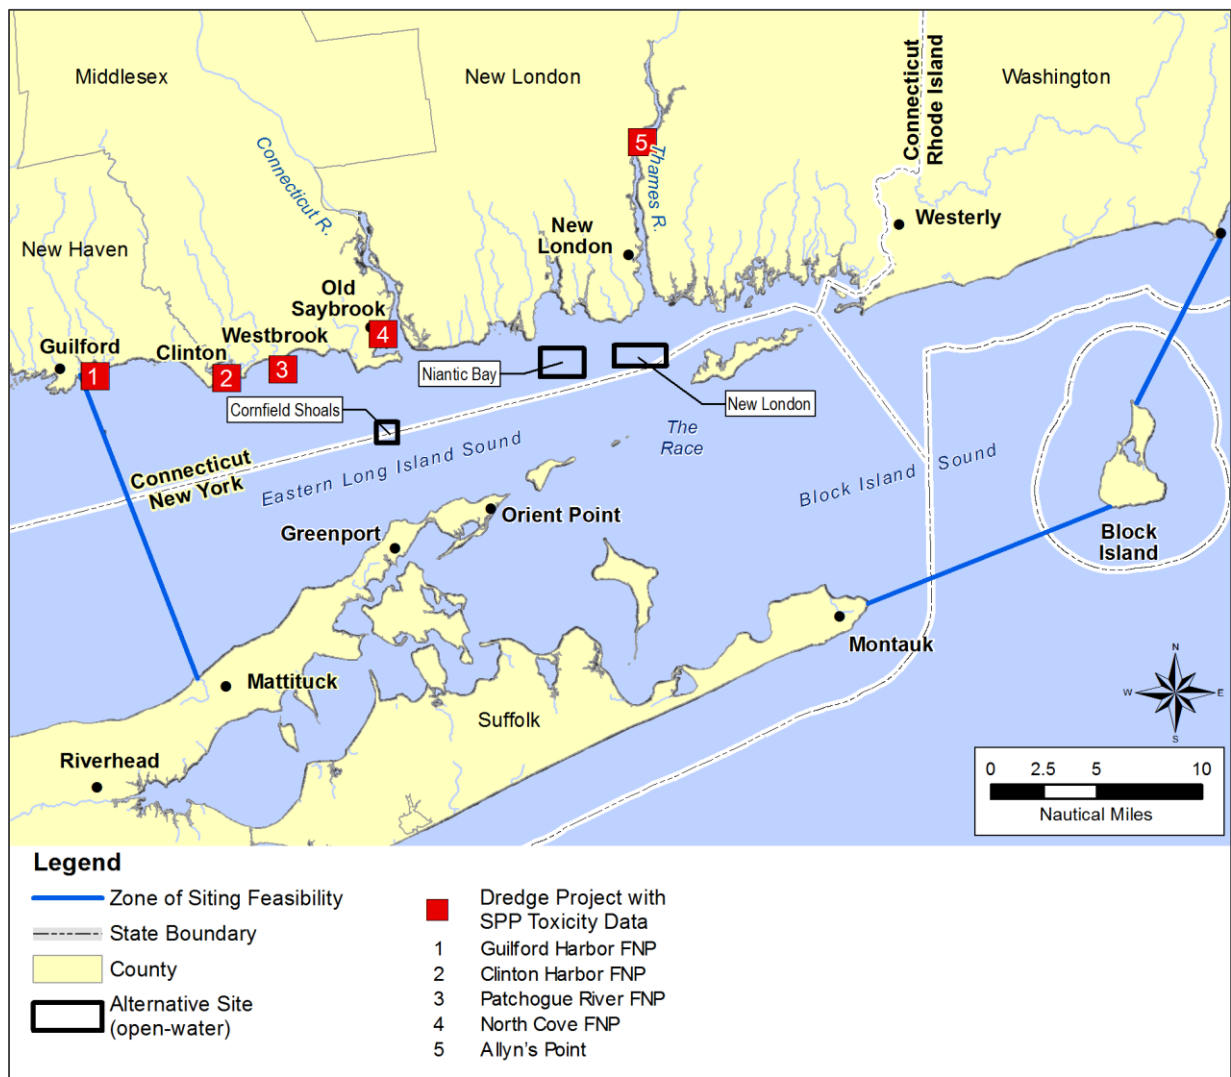 Middlesex
New London
Washington
Connecticut
Rhode Island
Connecticut R.
5
Thames R.
Westerly
New Haven
New
London
Old
Saybrook
Westbrook
4
Guilford
Clinton
1
2
3
Niantic Bay
New London
Cornfield Shoals
The
Race
Connecticut
New York
Eastern Long Island Sound
Block Island Sound
Orient Point
Greenport
Block
Island
Montauk
Mattituck
Suffolk
Riverhead
N
W
E
S
0 2.5 5 10
Nautical Miles
Legend
Zone of Siting Feasibility
State Boundary
County
Alternative Site
(open-water)
Dredge Project with
SPP Toxicity Data
1 Guilford Harbor FNP
2 Clinton Harbor FNP
3 Patchogue River FNP
4 North Cove FNP
5 Allyn's Point